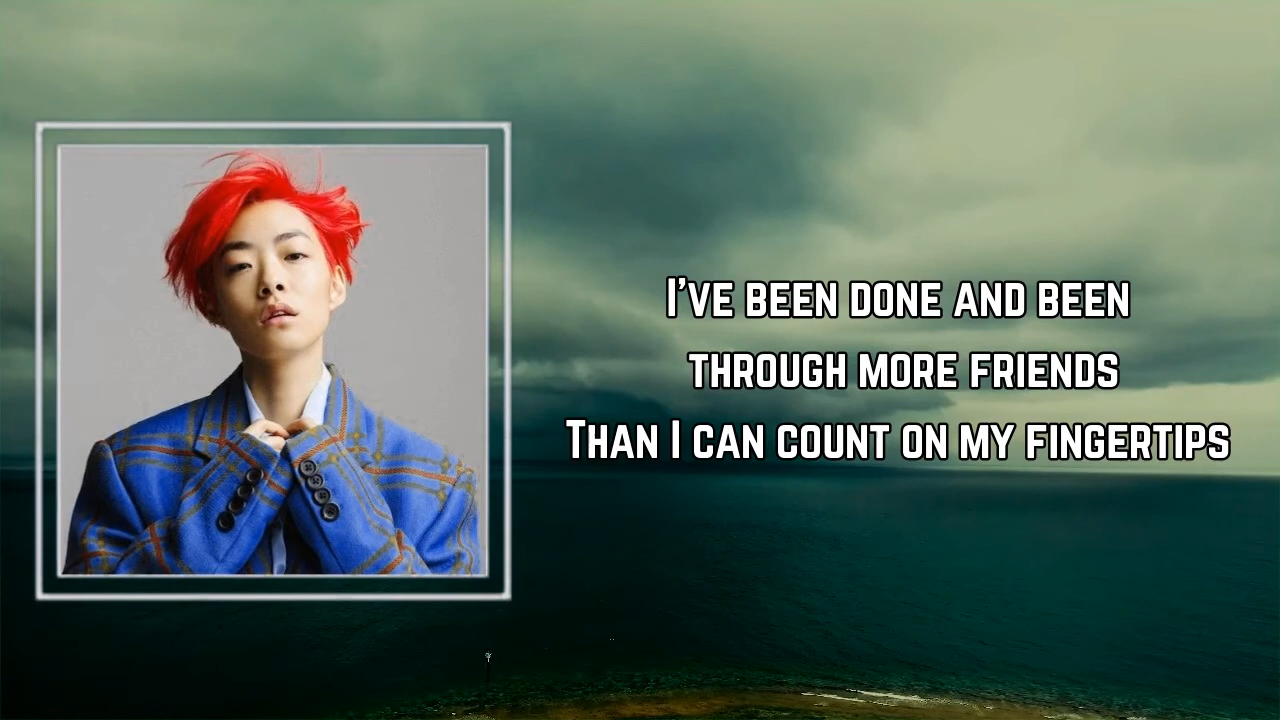 I've been done and been
through more friends
Than I can count on my fingertips